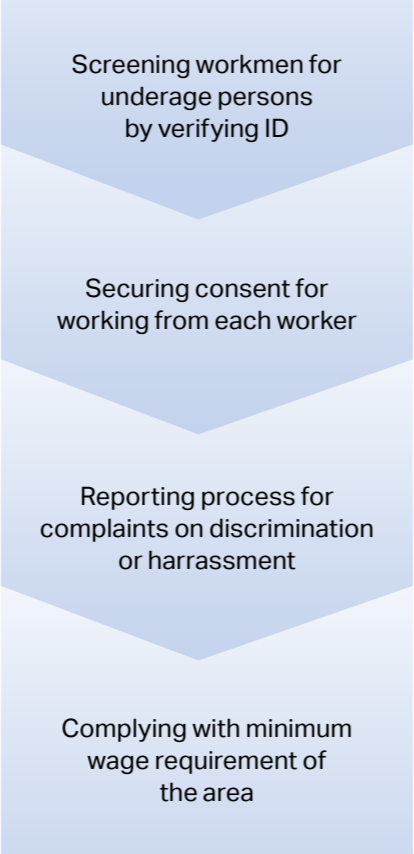 Screening workmen for
underage persons
by verifying ID
Securing consent for
working from each worker
Reporting process for
complaints on discrimination
or harrassment
Complying with minimum
wage requirement of
the area